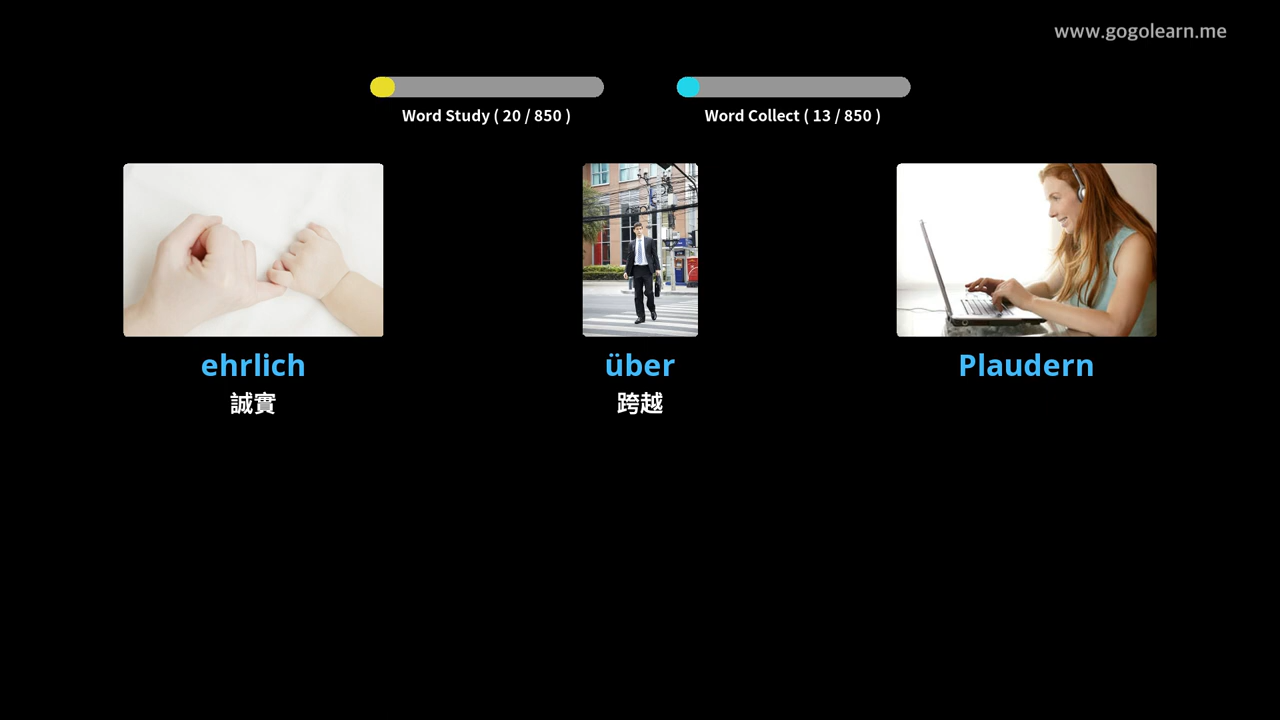 www.gogolearn.me
Word Study ( 20 / 850 )
Word Collect ( 13 / 850 )
ehrlich
über
Plaudern
誠實
跨越